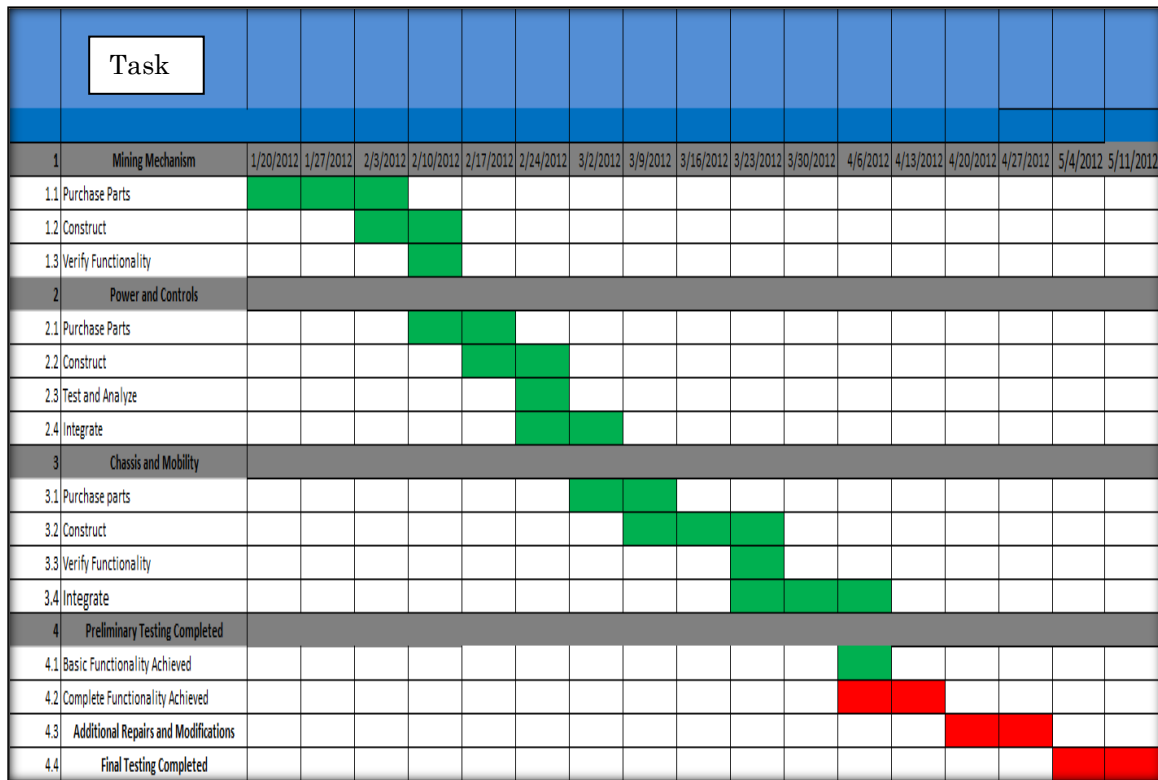 Task
1 Mining Mechanism 1/20/2012 1/27/2012 2/3/2012 2/10/2012 2/17/2012 2/24/2012 3/2/2012 3/9/2012 3/16/2012 3/23/2012 3/30/2012 4/6/2012 4/13/2012 4/20/2012 4/27/2012 5/4/2012 5/11/2012
1.1 Purchase Parts
1.2 Construct
1.3 Verify Functionality
2 Power and Controls
2.1 Purchase Parts
2.2 Construct
2.3 Test and Analyze
2.4 Integrate
3 Chassis and Mobility
3.1 Purchase parts
3.2 Construct
3.3 Verify Functionality
3.4 Integrate
4 Preliminary Testing Completed
4.1 Basic Functionality Achieved
4.2 Complete Functionality Achieved
4.3 Additional Repairs and Modifications
4.4 Final Testing Completed